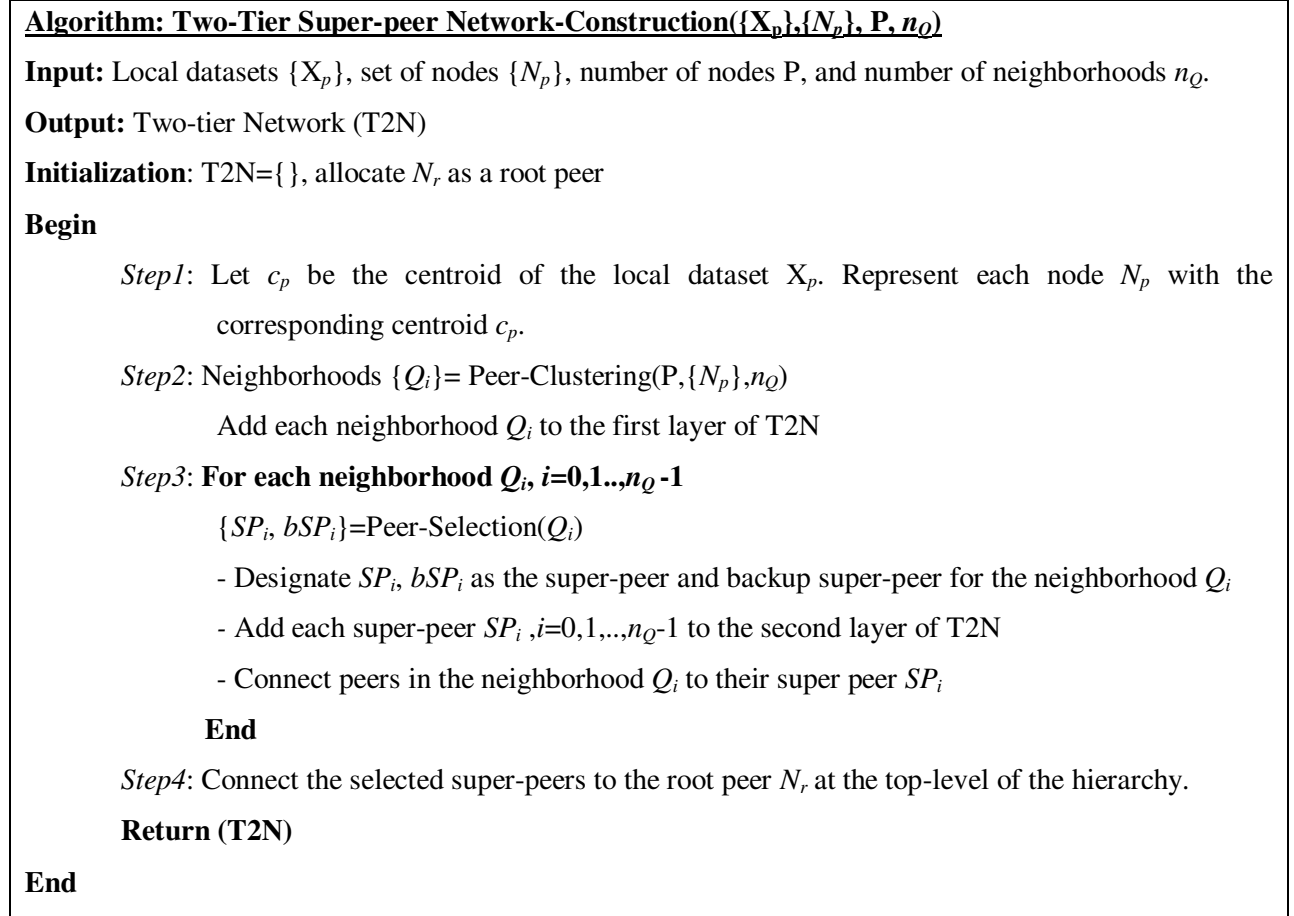 Algorithm: Two-Tier Super-peer Network-Construction({Xp},{Np}, P, nQ)
Input: Local datasets {Xp}, set of nodes {Np}, number of nodes P, and number of neighborhoods nQ.
Output: Two-tier Network (T2N)
Initialization: T2N={}, allocate Nr as a root peer
Begin
Step1: Let cp be the centroid of the local dataset Xp. Represent each node Np with the
corresponding centroid cp.
Step2: Neighborhoods {Qi}= Peer-Clustering(P,{Np},nQ)
Add each neighborhood Qi to the first layer of T2N
Step3: For each neighborhood Qi, i=0,1..,nQ -1
{SPi, bSPi}=Peer-Selection(Qi)
- Designate SPi, bSPi as the super-peer and backup super-peer for the neighborhood Qi
- Add each super-peer SPi ,i=0,1,..,nQ-1 to the second layer of T2N
- Connect peers in the neighborhood Qi to their super peer SPi
End
Step4: Connect the selected super-peers to the root peer Nr at the top-level of the hierarchy.
Return (T2N)
End